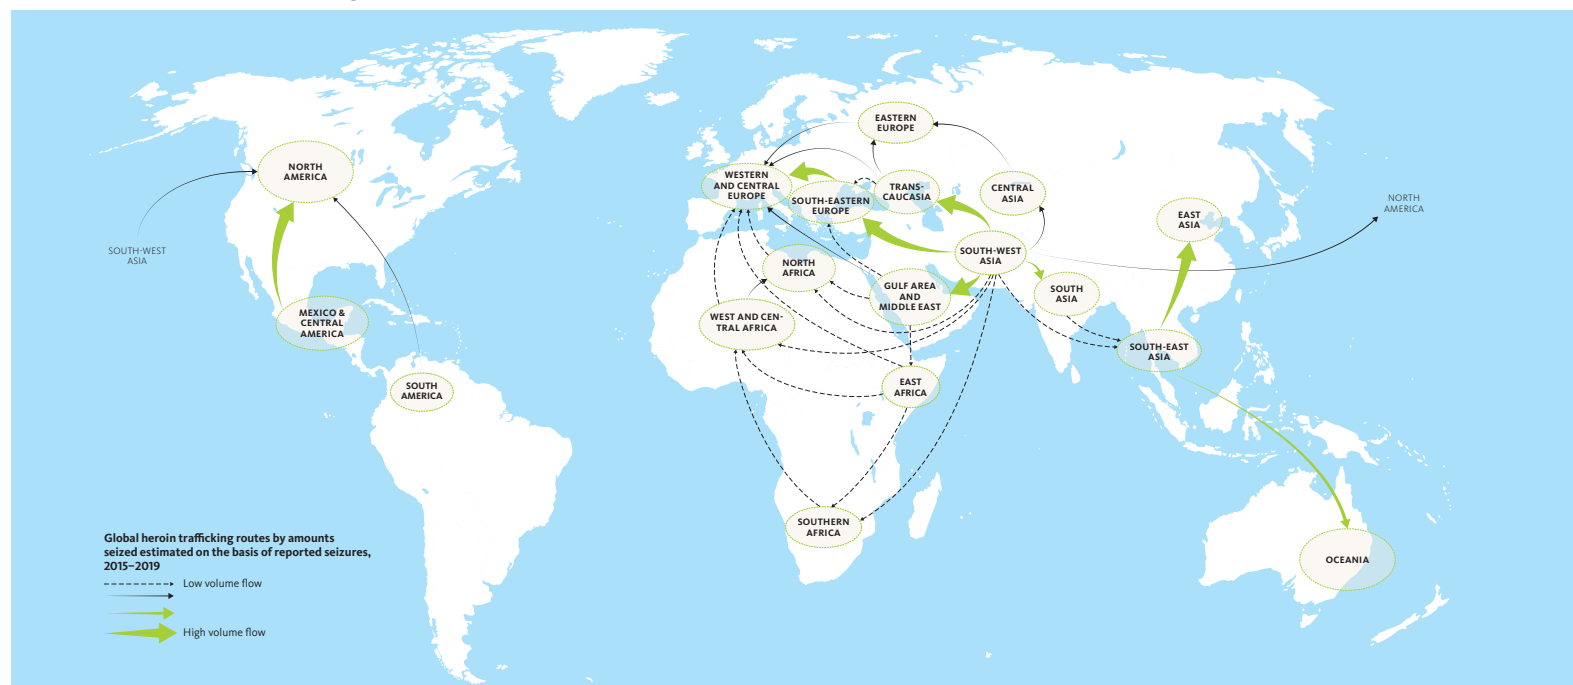 EASTERN
EUROPE
NORTH
AMERICA
WESTERN
AND CENTRAL
EUROPE
TRANS-
CAUCASIA
CENTRAL
ASIA
SOUTH-EASTERN
EUROPE
NORTH
AMERICA
EAST
ASIA
SOUTH-WEST
ASIA
SOUTH-WEST
ASIA
NORTH
AFRICA
GULF AREA
AND
MIDDLE EAST
SOUTH
ASIA
MEXICO &
CENTRAL
AMERICA
WEST AND CEN-
TRAL AFRICA
SOUTH-EAST
ASIA
SOUTH
AMERICA
EAST
AFRICA
SOUTHERN
AFRICA
OCEANIA
Global heroin trafficking routes by amounts
seized estimated on the basis of reported seizures,
2015–2019
Low volume flow
High volume flow